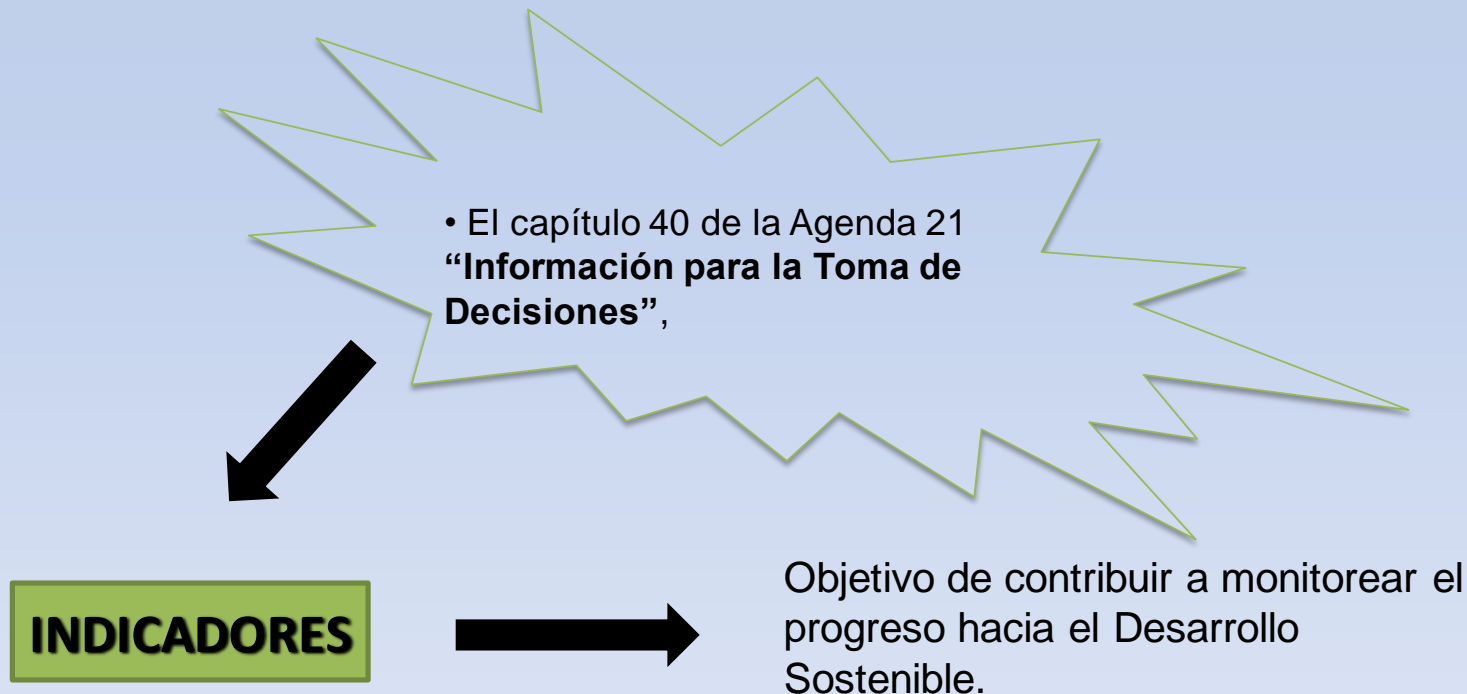 • El capítulo 40 de la Agenda 21
“Información para la Toma de
Decisiones”,
INDICADORES
Objetivo de contribuir a monitorear el
progreso hacia el Desarrollo
Sostenible.